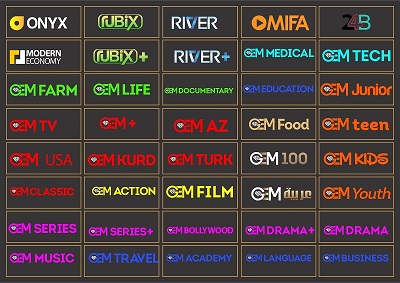 ONYX
RUBIX
RIVER
MIFA
24B
MODERN
ECONOMY
RUBIX+
RIVER+
GEM MEDICAL
GEM TECH
GEM FARM
GEM LIFE
GEM DOCUMENTARY
GEM EDUCATION
GEM Junior
GEM TV
GEM +
GEM AZ
GEM Food
GEM teen
GEM USA
GEM KURD
GEM TURK
GEM 100
GEM KIDS
GEM CLASSIC
GEM ACTION
GEM FILM
GEM عربية
GEM Youth
GEM SERIES
GEM SERIES+
GEM BOLLYWOOD
GEM DRAMA+
GEM DRAMA
GEM MUSIC
GEM TRAVEL
GEM ACADEMY
GEM LANGUAGE
GEM BUSINESS